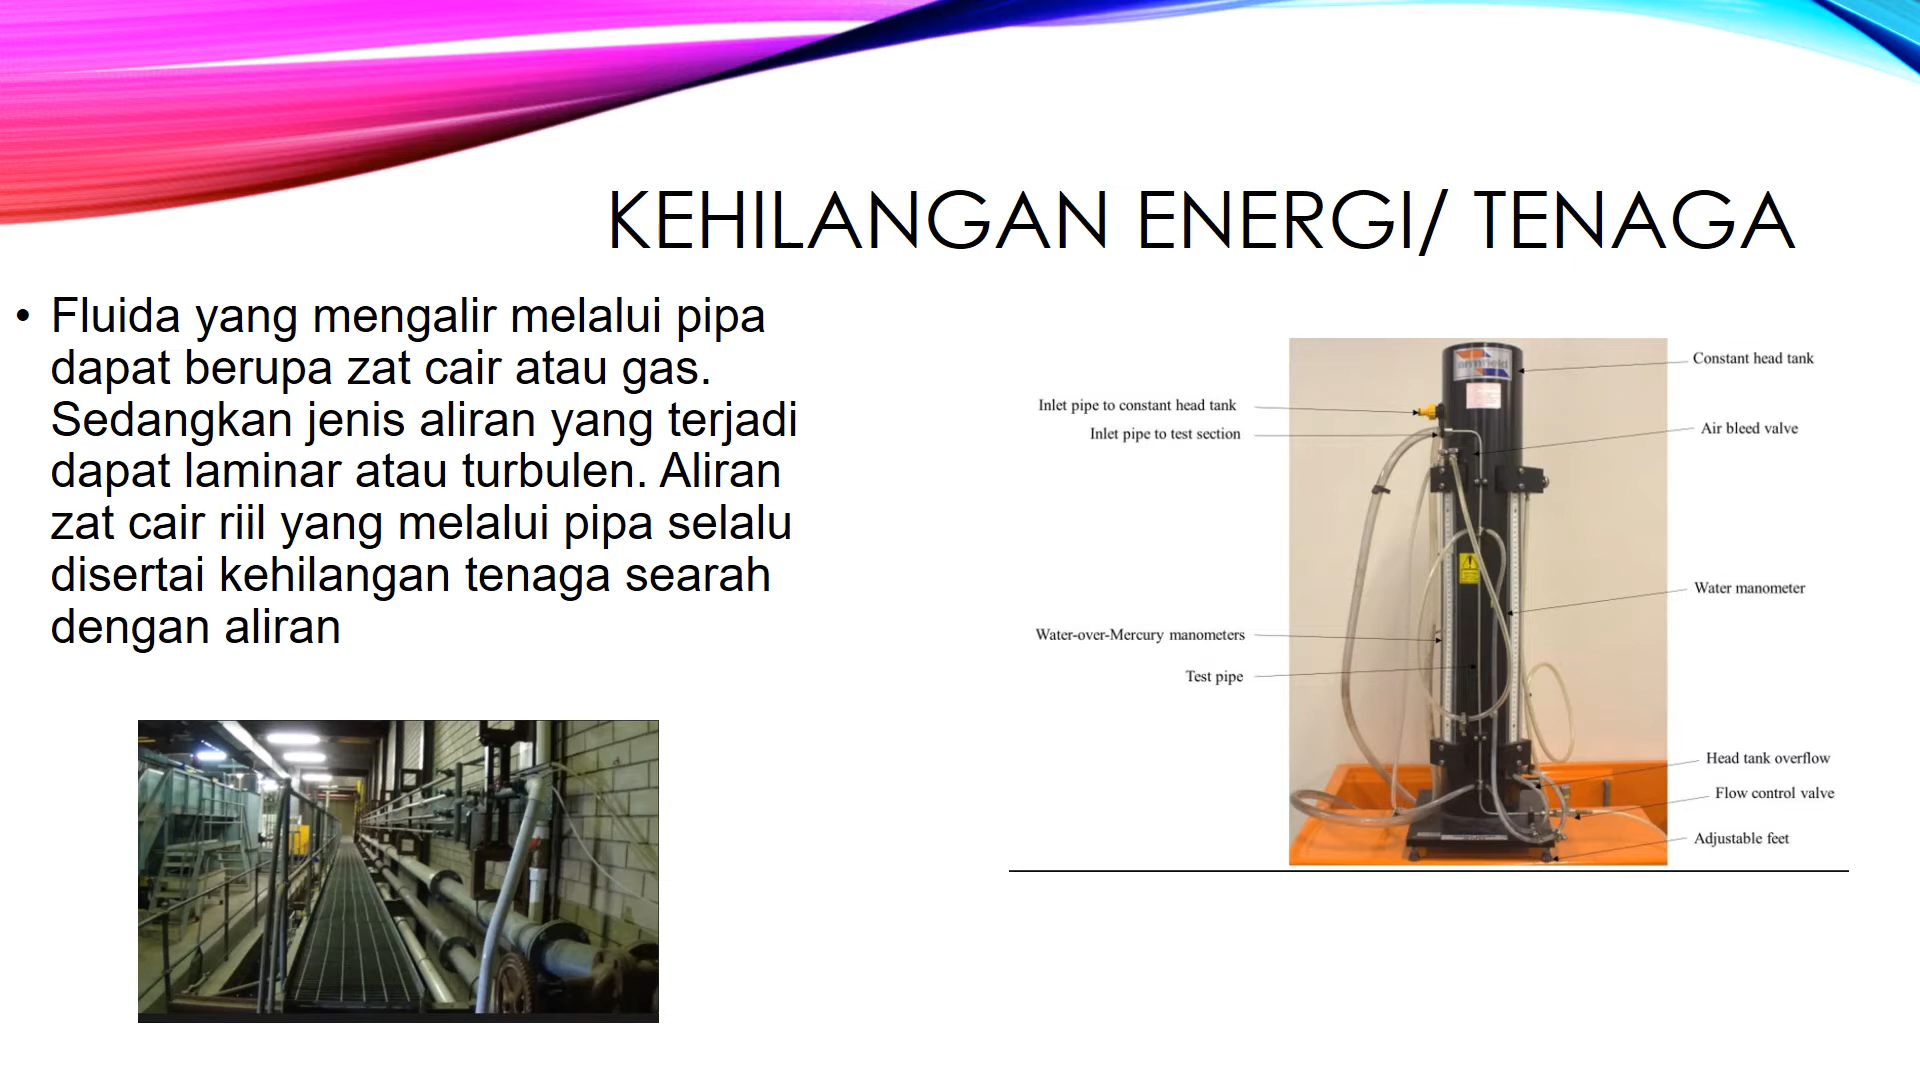 KEHILANGAN ENERGI/ TENAGA
• Fluida yang mengalir melalui pipa
dapat berupa zat cair atau gas.
Sedangkan jenis aliran yang terjadi
dapat laminar atau turbulen. Aliran
zat cair riil yang melalui pipa selalu
disertai kehilangan tenaga searah
dengan aliran
Constant head tank
Inlet pipe to constant head tank
Inlet pipe to test section
Air bleed valve
Water manometer
Water-over-Mercury manometers
Test pipe
Head tank overflow
Flow control valve
Adjustable feet
armfield